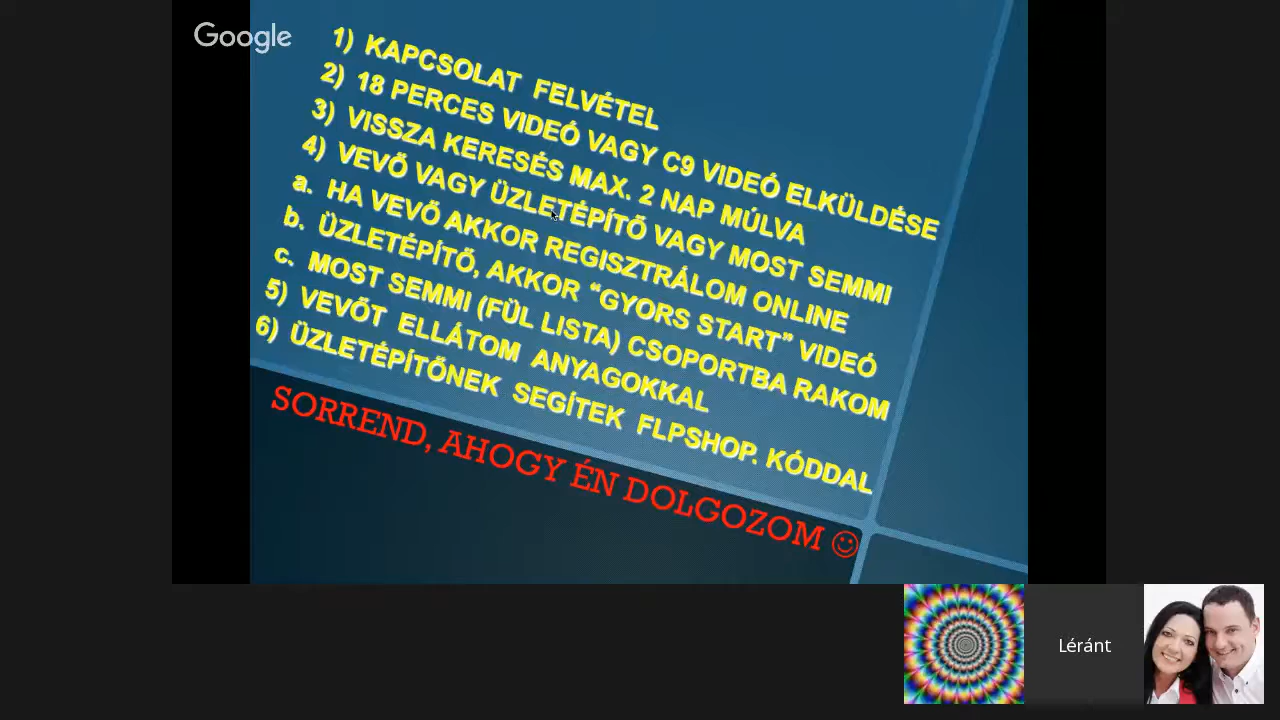 Google
1) KAPCSOLAT FELVÉTEL
2) 18 PERCES VIDEÓ VAGY C9 VIDEÓ ELKÜLDÉSE
3) VISSZA KERESÉS MAX. 2 NAP MÚLVA
4) VEVŐ VAGY ÜZLETÉPÍTŐ VAGY MOST SEMMI
a. HA VEVŐ AKKOR REGISZTRÁLOM ONLINE
b. ÜZLETÉPÍTŐ, AKKOR “GYORS START” VIDEÓ
c. MOST SEMMI (FÜL LISTA) CSOPORTBA RAKOM
5) VEVŐT ELLÁTOM ANYAGOKKAL
6) ÜZLETÉPÍTŐNEK SEGÍTEK FLPSHOP. KÓDDAL
SORREND, AHOGY ÉN DOLGOZOM ☺
Léránt